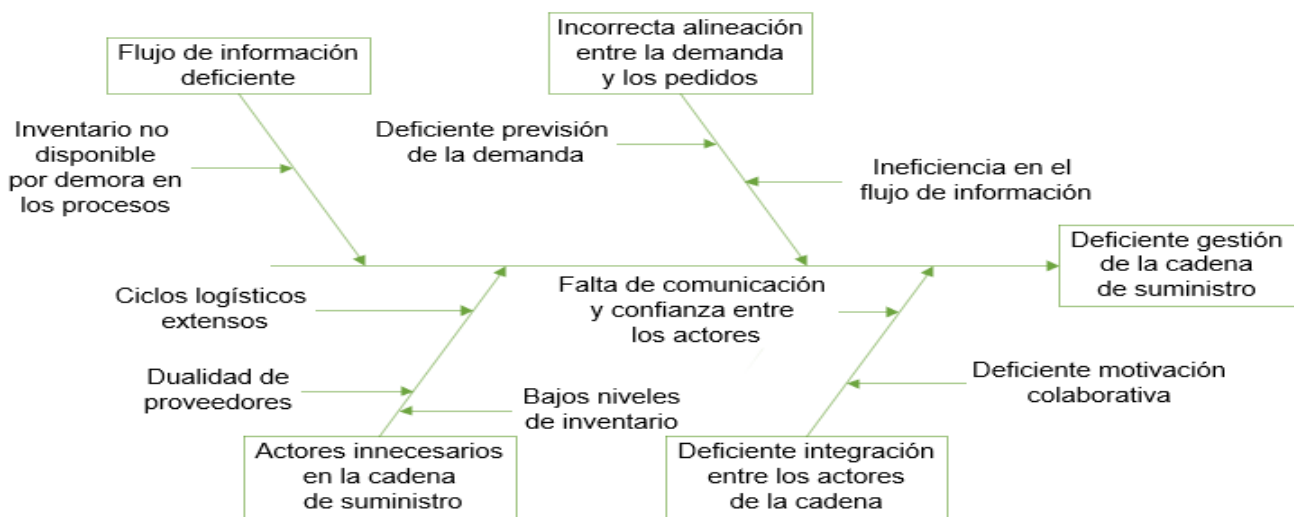 Flujo de información
deficiente
Incorrecta alineación
entre la demanda
y los pedidos
Inventario no
disponible
por demora en
los procesos
Deficiente previsión
de la demanda
Ineficiencia en el
flujo de información
Deficiente gestión
de la cadena
de suministro
Ciclos logísticos
extensos
Falta de comunicación
y confianza entre
los actores
Dualidad de
proveedores
Bajos niveles
de inventario
Deficiente motivación
colaborativa
Actores innecesarios
en la cadena
de suministro
Deficiente integración
entre los actores
de la cadena